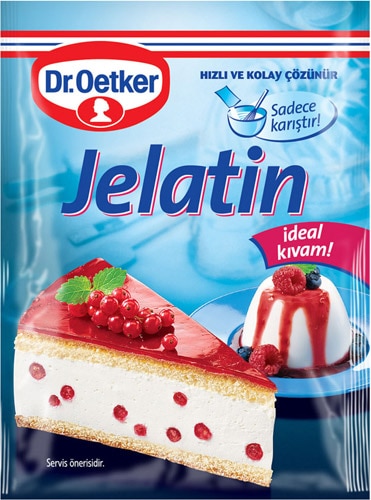 Dr.Oetker
HIZLI VE KOLAY ÇÖZÜNÜR
Sadece
karıştır!
Jelatin
ideal
kıvam!
Servis önerisidir.